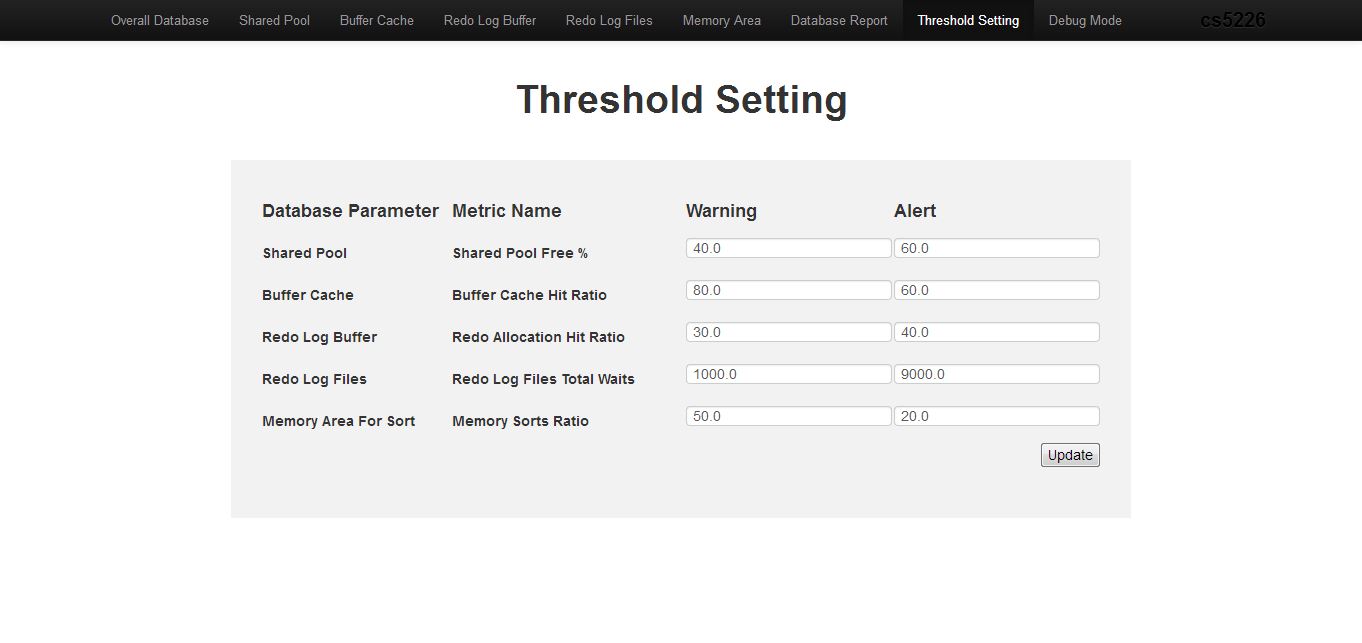 Overall Database Shared Pool Buffer Cache Redo Log Buffer Redo Log Files Memory Area Database Report Threshold Setting Debug Mode cs5226
Threshold Setting
Database Parameter Metric Name Warning Alert
Shared Pool Shared Pool Free % 40.0 60.0
Buffer Cache Buffer Cache Hit Ratio 80.0 60.0
Redo Log Buffer Redo Allocation Hit Ratio 30.0 40.0
Redo Log Files Redo Log Files Total Waits 1000.0 9000.0
Memory Area For Sort Memory Sorts Ratio 50.0 20.0
Update